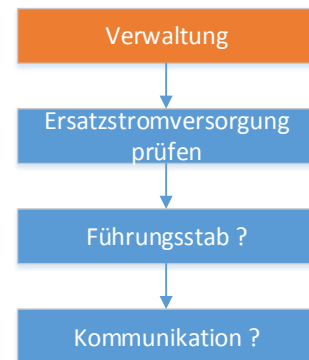 Verwaltung
Ersatzstromversorgung
prüfen
Führungsstab ?
Kommunikation ?